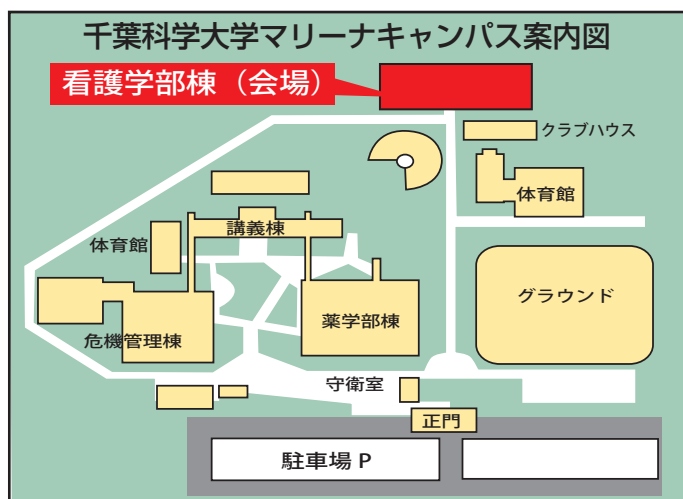 千葉科学大学マリーナキャンパス案内図
看護学部棟（会場）
クラブハウス
体育館
講義棟
体育館
グラウンド
薬学部棟
危機管理棟
守衛室
正門
駐車場 P